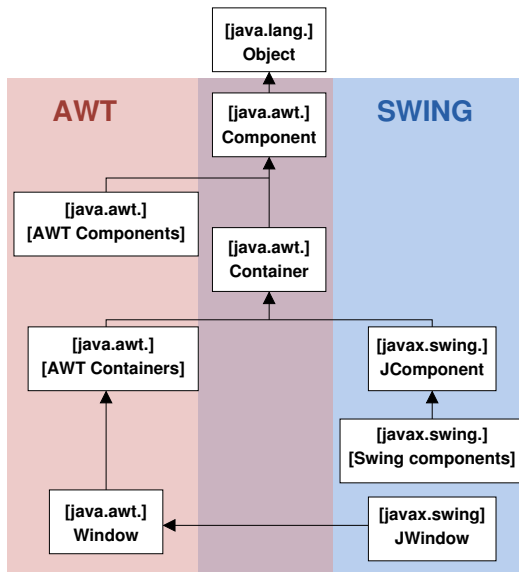 [java.lang.]
Object
AWT
SWING
[java.awt.]
Component
[java.awt.]
[AWT Components]
[java.awt.]
Container
[java.awt.]
[AWT Containers]
[javax.swing.]
JComponent
[javax.swing.]
[Swing components]
[java.awt.]
Window
[javax.swing]
JWindow